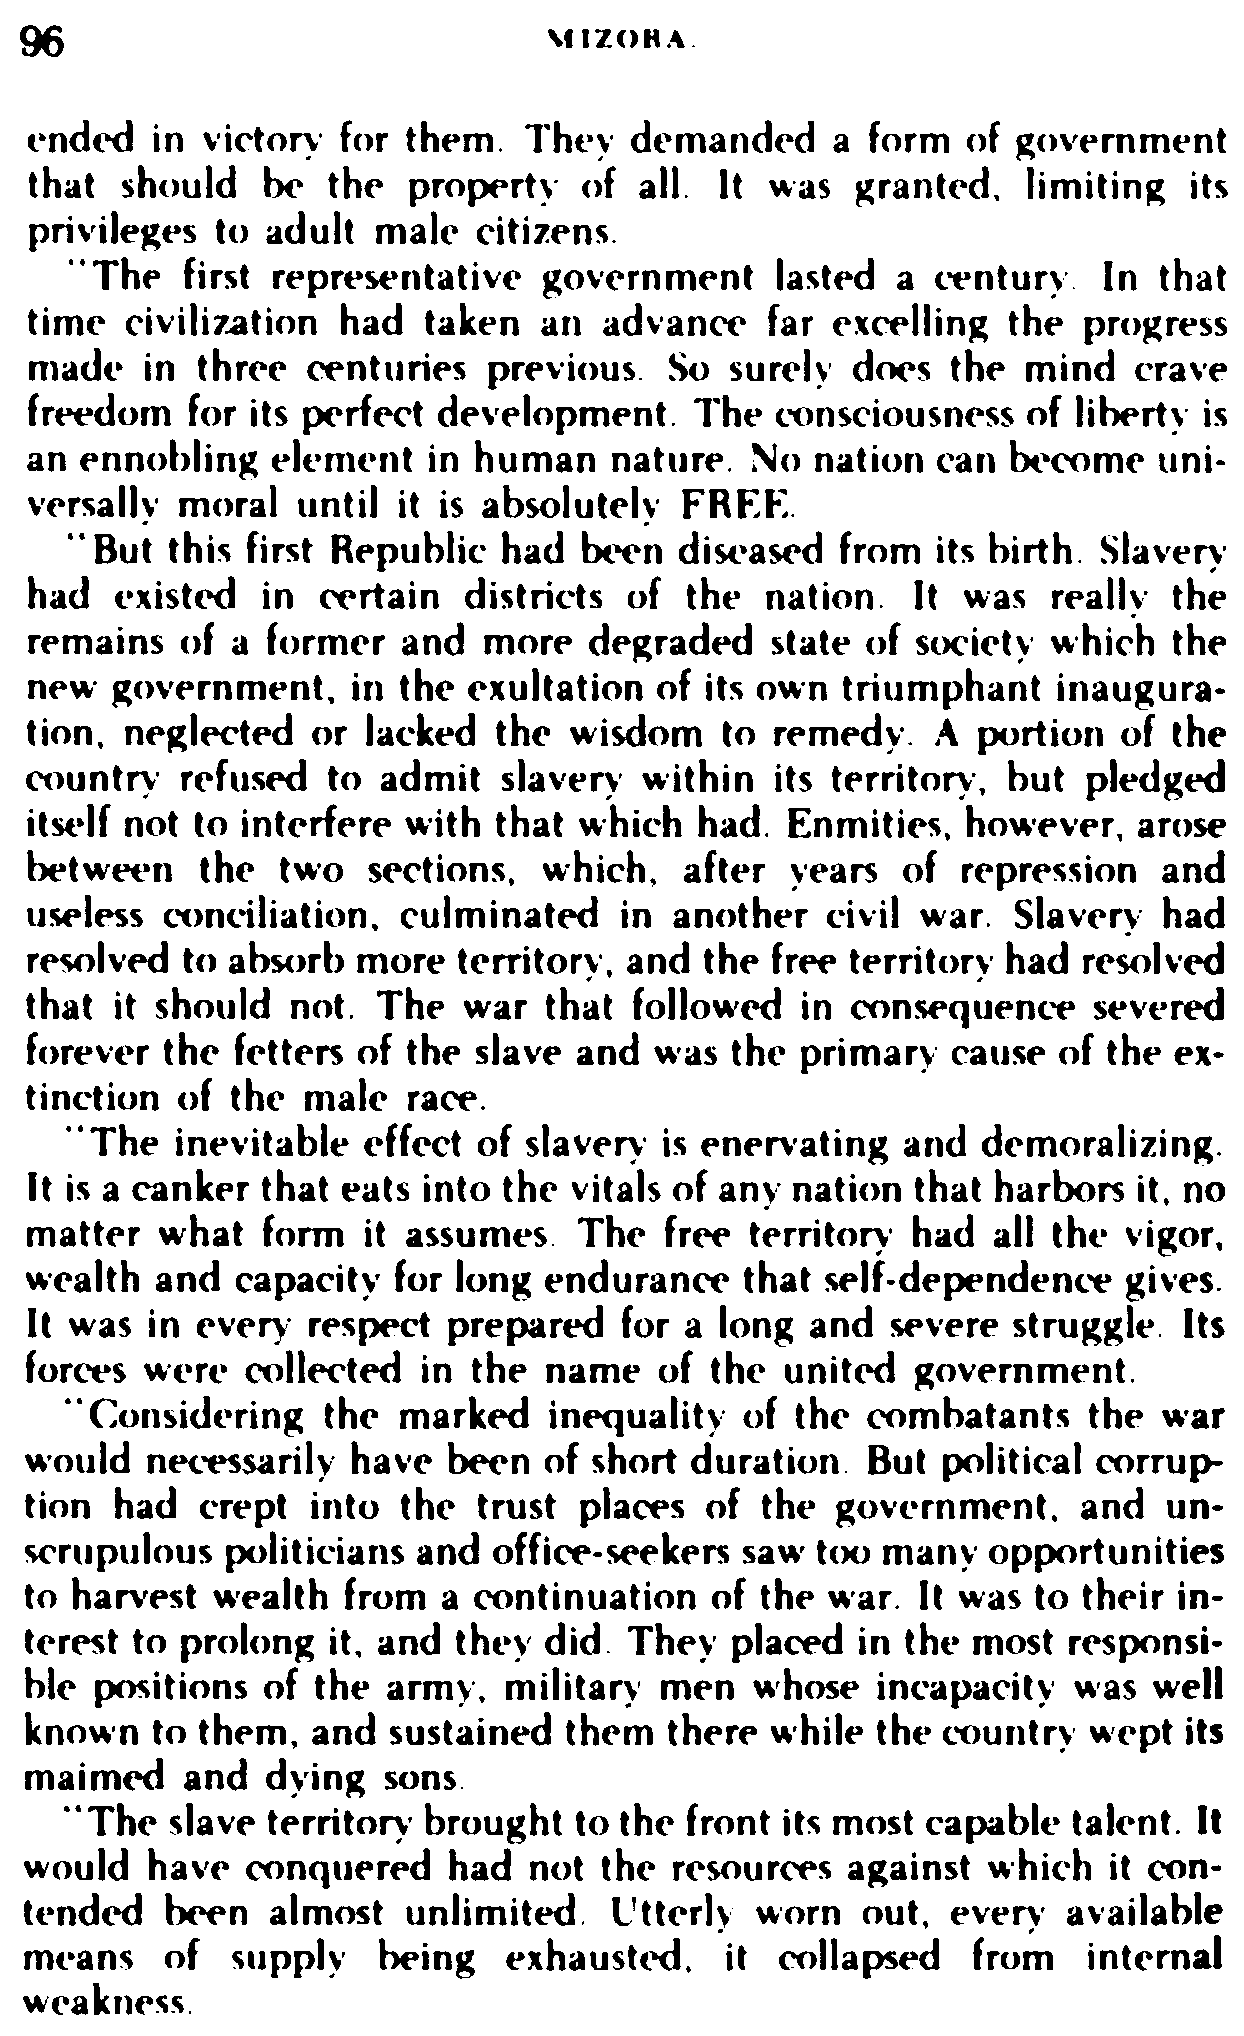 96 MIZORA.
ended in victory for them. They demanded a form of government
that should be the property of all. It was granted, limiting its
privileges to adult male citizens.
"The first representative government lasted a century. In that
time civilization had taken an advance far excelling the progress
made in three centuries previous. So surely does the mind crave
freedom for its perfect development. The consciousness of liberty is
an ennobling element in human nature. No nation can become uni-
versally moral until it is absolutely FREE.
"But this first Republic had been diseased from its birth. Slavery
had existed in certain districts of the nation. It was really the
remains of a former and more degraded state of society which the
new government, in the exultation of its own triumphant inaugura-
tion, neglected or lacked the wisdom to remedy. A portion of the
country refused to admit slavery within its territory, but pledged
itself not to interfere with that which had. Enmities, however, arose
between the two sections, which, after years of repression and
useless conciliation, culminated in another civil war. Slavery had
resolved to absorb more territory, and the free territory had resolved
that it should not. The war that followed in consequence severed
forever the fetters of the slave and was the primary cause of the ex-
tinction of the male race.
"The inevitable effect of slavery is enervating and demoralizing.
It is a canker that eats into the vitals of any nation that harbors it, no
matter what form it assumes. The free territory had all the vigor,
wealth and capacity for long endurance that self-dependence gives.
It was in every respect prepared for a long and severe struggle. Its
forces were collected in the name of the united government.
"Considering the marked inequality of the combatants the war
would necessarily have been of short duration. But political corrup-
tion had crept into the trust places of the government, and un-
scrupulous politicians and office-seekers saw too many opportunities
to harvest wealth from a continuation of the war. It was to their in-
terest to prolong it, and they did. They placed in the most responsi-
ble positions of the army, military men whose incapacity was well
known to them, and sustained them there while the country wept its
maimed and dying sons.
"The slave territory brought to the front its most capable talent. It
would have conquered had not the resources against which it con-
tended been almost unlimited. Utterly worn out, every available
means of supply being exhausted, it collapsed from internal
weakness.